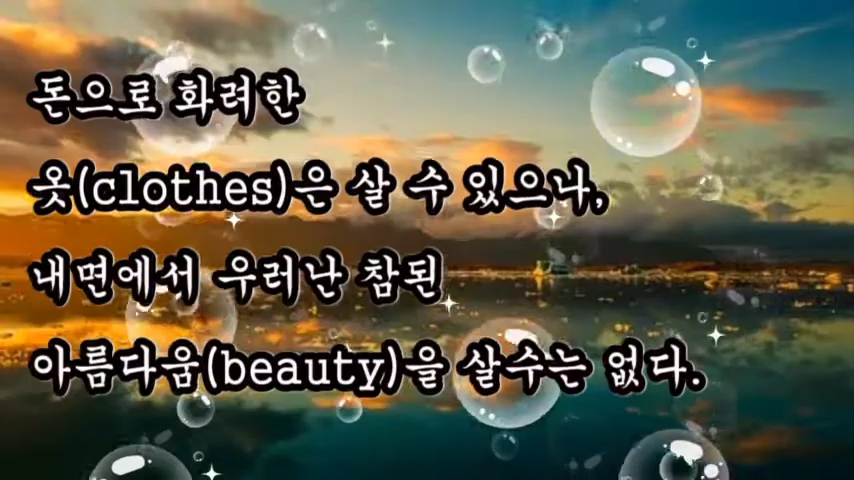 돈으로 화려한
옷(clothes)은 살 수 있으나,
내면에서 우러난 참된
아름다움(beauty)을 살수는 없다.